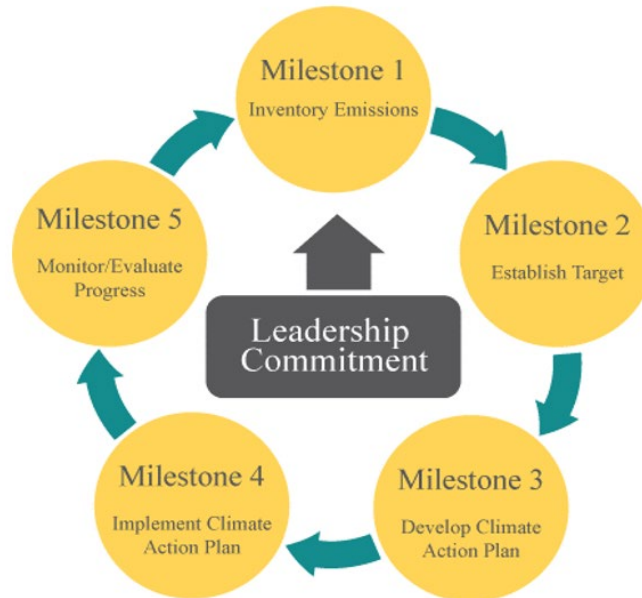 Milestone 1
Inventory Emissions
Milestone 2
Establish Target
Milestone 3
Develop Climate
Action Plan
Milestone 4
Implement Climate
Action Plan
Milestone 5
Monitor/Evaluate
Progress
Leadership
Commitment